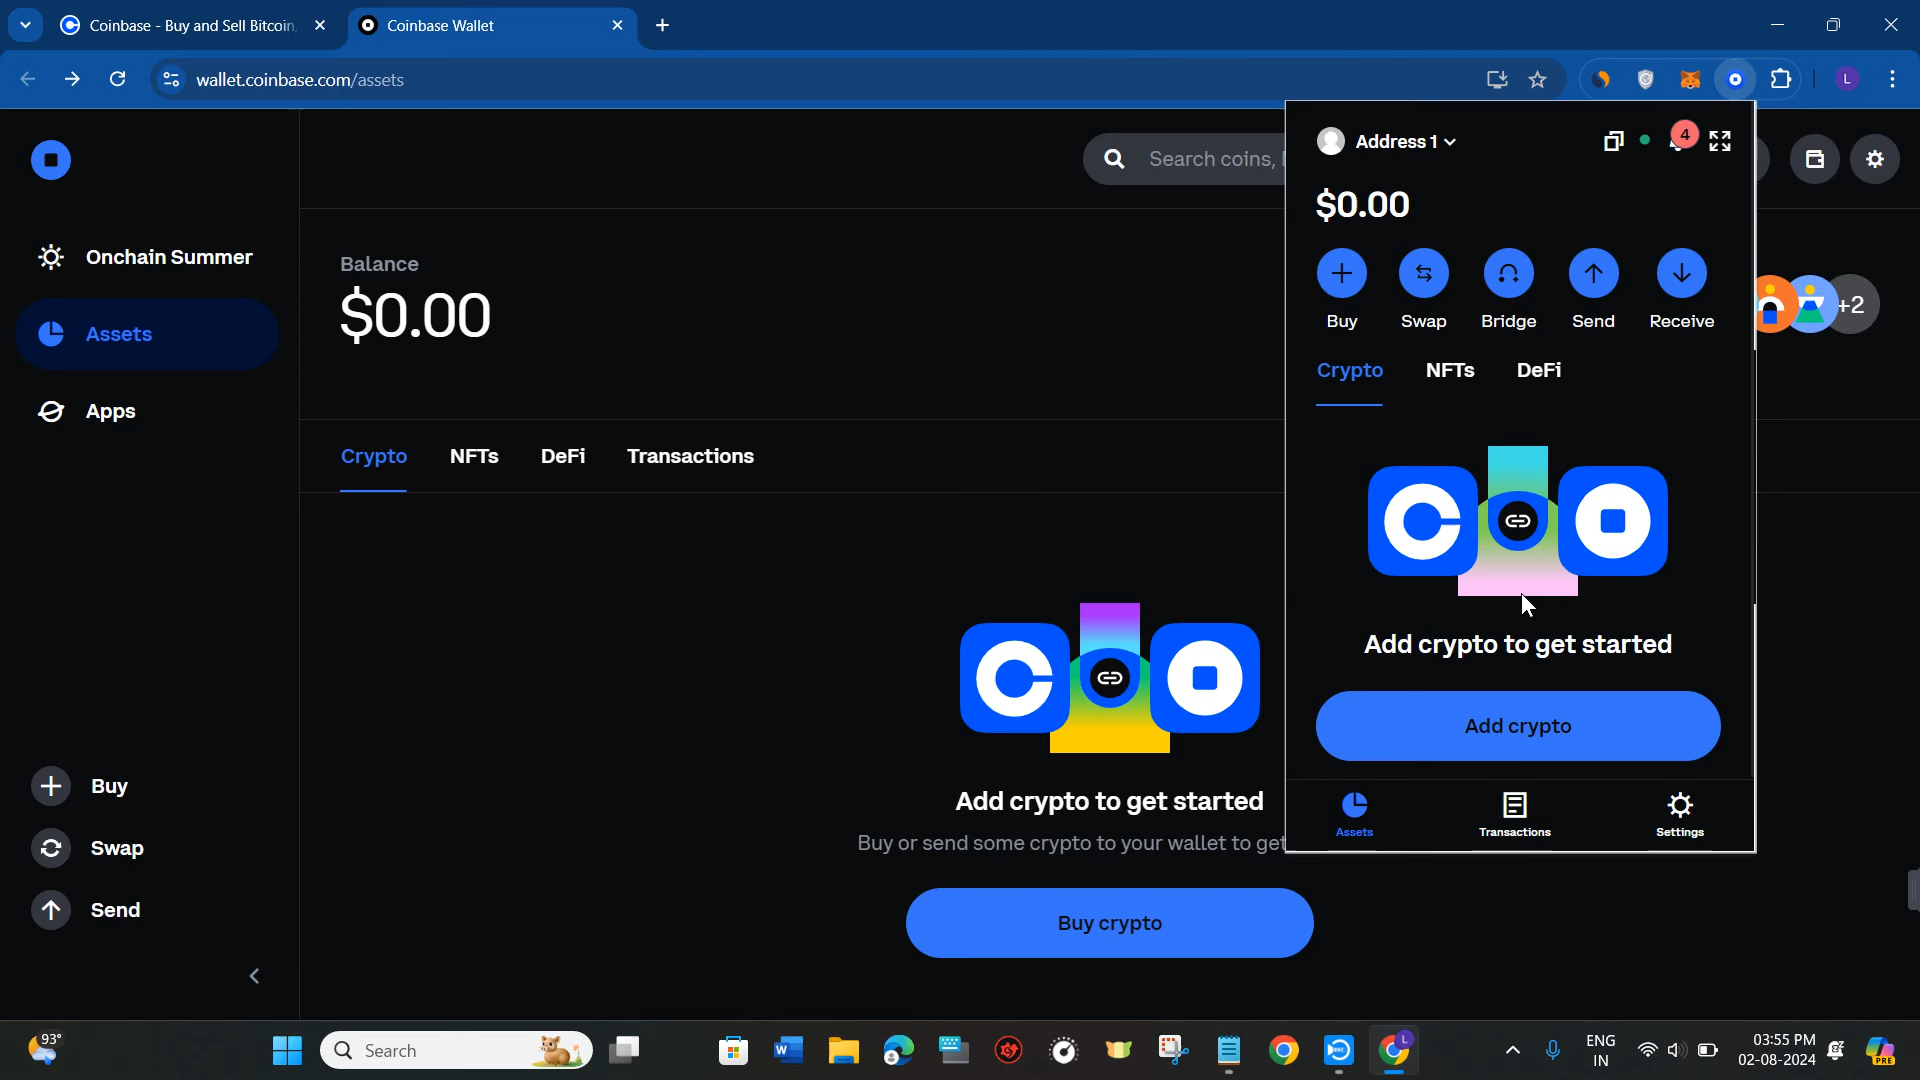 Coinbase - Buy and Sell Bitcoin,
Coinbase Wallet
wallet.coinbase.com/assets
L
Onchain Summer
Assets
Apps
Buy
Swap
Send
Search coins,
Balance
$0.00
+2
Crypto NFTs DeFi Transactions
Add crypto to get started
Buy or send some crypto to your wallet to get
Buy crypto
Address 1
4
$0.00
Buy Swap Bridge Send Receive
Crypto NFTs DeFi
Add crypto to get started
Add crypto
Assets Transactions Settings
93°
Search
W
REC
L
ENG
IN
03:55 PM
02-08-2024
PRE